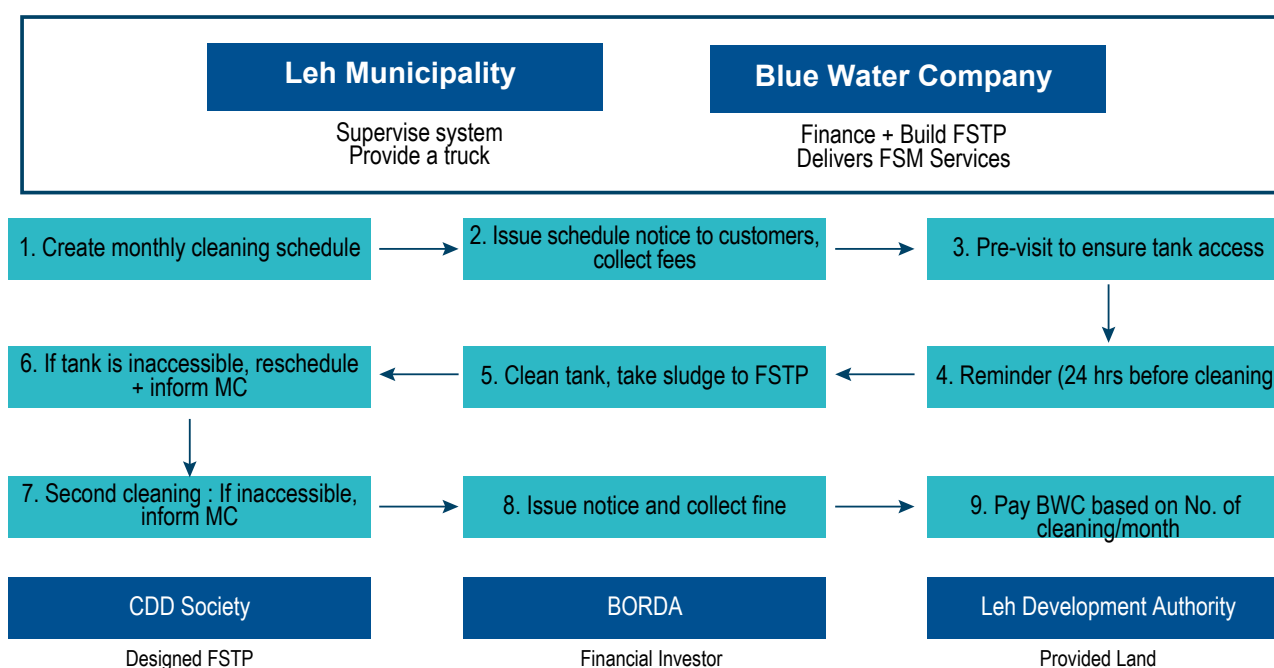 Leh Municipality
Supervise system
Provide a truck
Blue Water Company
Finance + Build FSTP
Delivers FSM Services
1. Create monthly cleaning schedule
2. Issue schedule notice to customers,
collect fees
3. Pre-visit to ensure tank access
4. Reminder (24 hrs before cleaning
5. Clean tank, take sludge to FSTP
6. If tank is inaccessible, reschedule
+ inform MC
7. Second cleaning : If inaccessible,
inform MC
8. Issue notice and collect fine
9. Pay BWC based on No. of
cleaning/month
CDD Society
Designed FSTP
BORDA
Financial Investor
Leh Development Authority
Provided Land